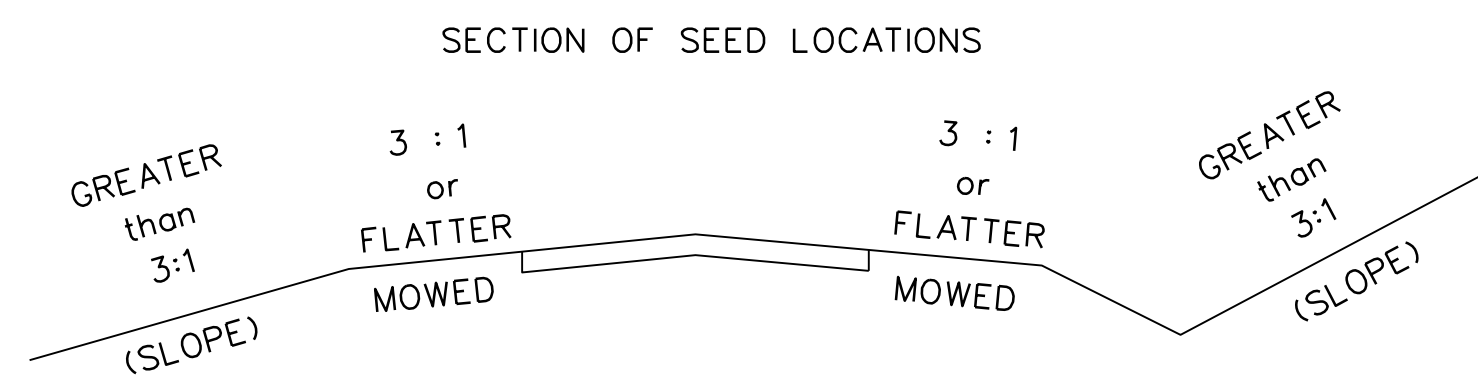 SECTION OF SEED LOCATIONS
GREATER
than
3:1
(SLOPE)
3 : 1
or
FLATTER
MOWED
3 : 1
or
FLATTER
MOWED
GREATER
than
3:1
(SLOPE)